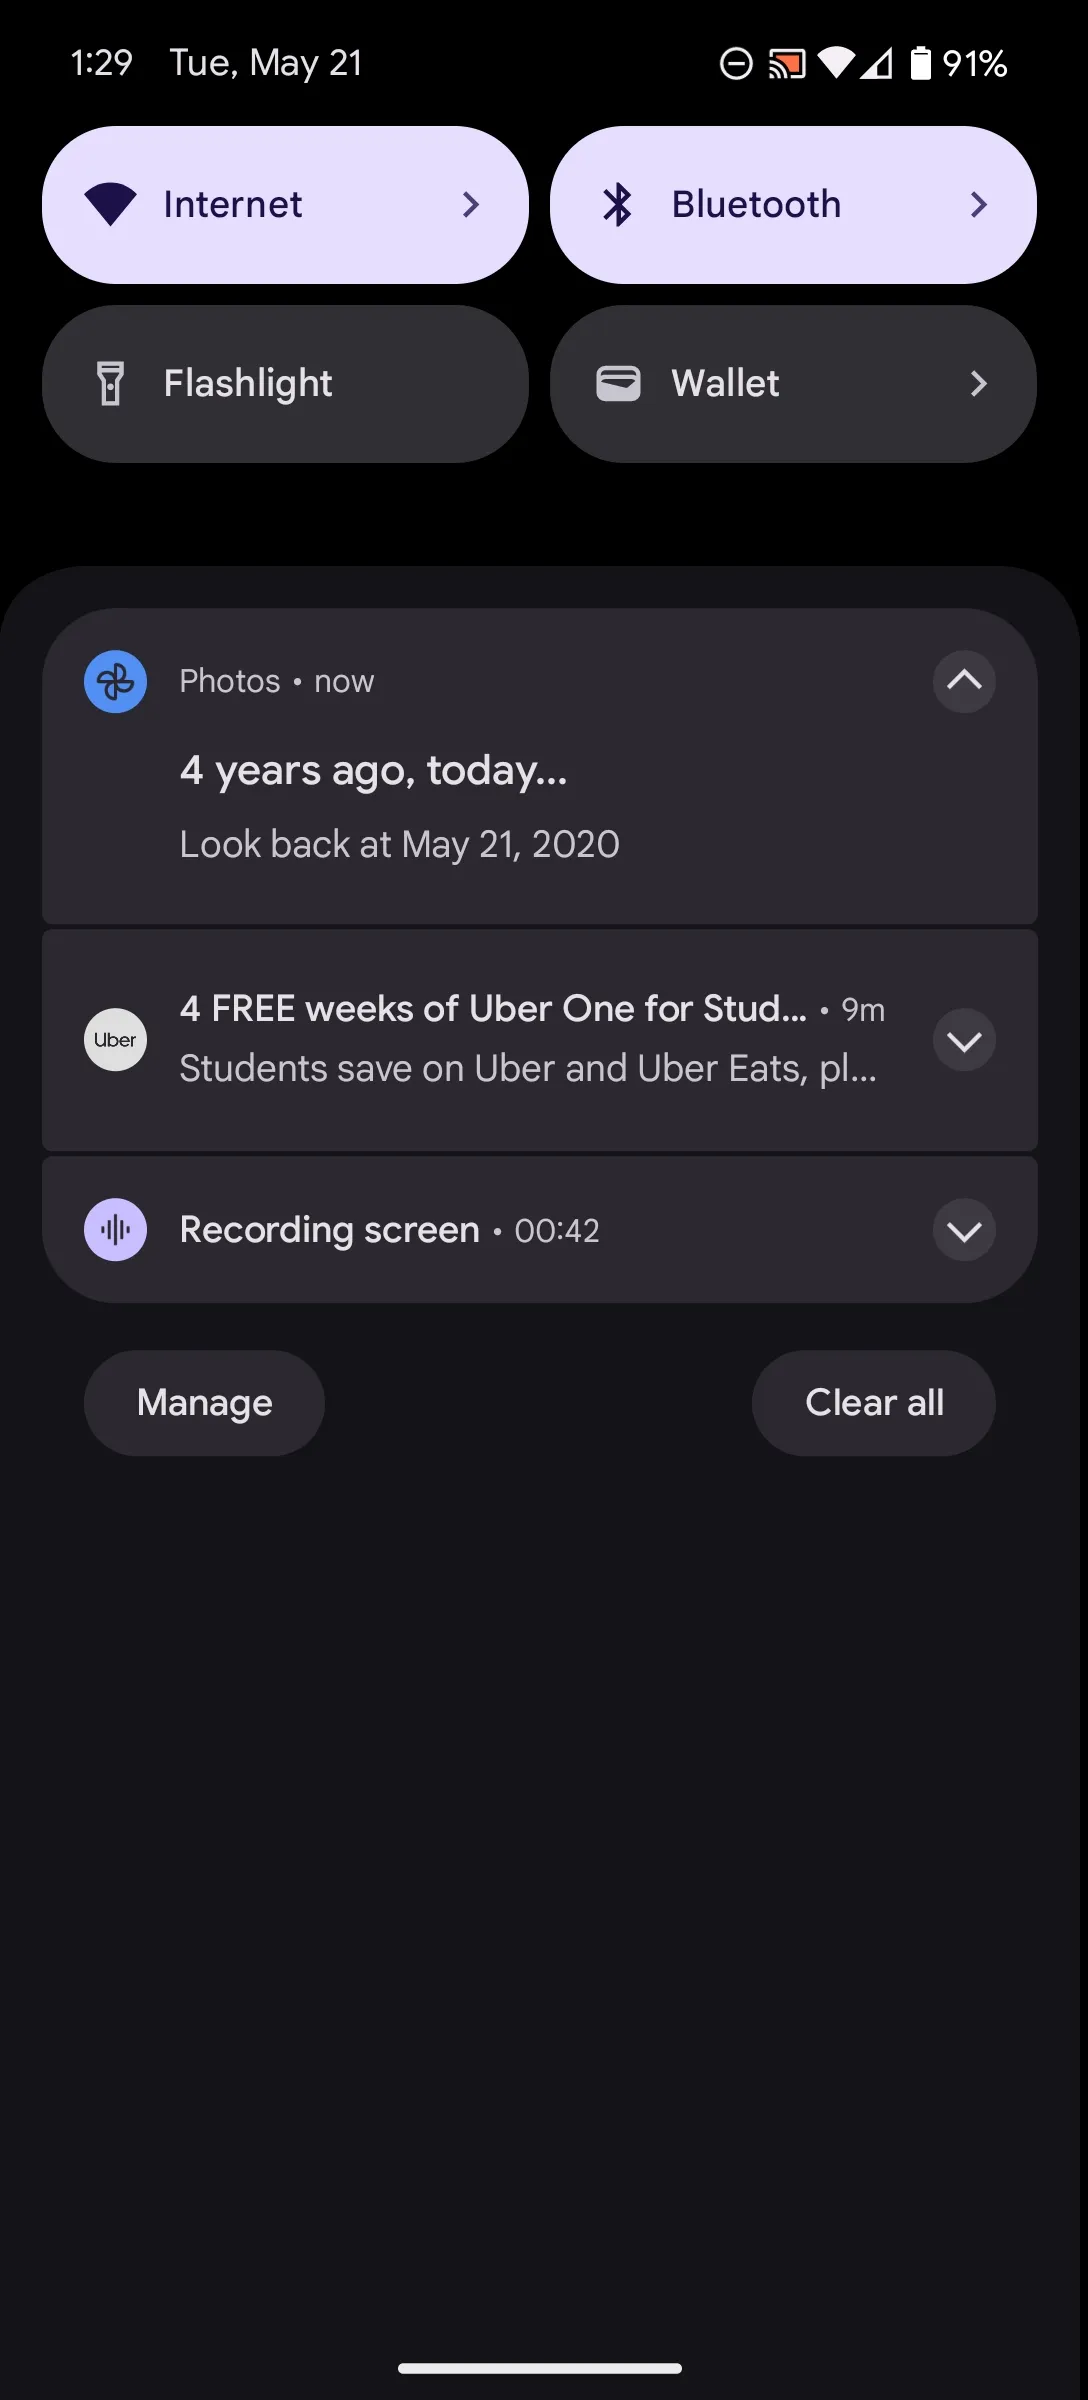 1:29 Tue, May 21 91%
Internet Bluetooth
Flashlight Wallet
Photos • now
4 years ago, today...
Look back at May 21, 2020
4 FREE weeks of Uber One for Stud... • 9m
Uber
Students save on Uber and Uber Eats, pl...
Recording screen • 00:42
Manage Clear all